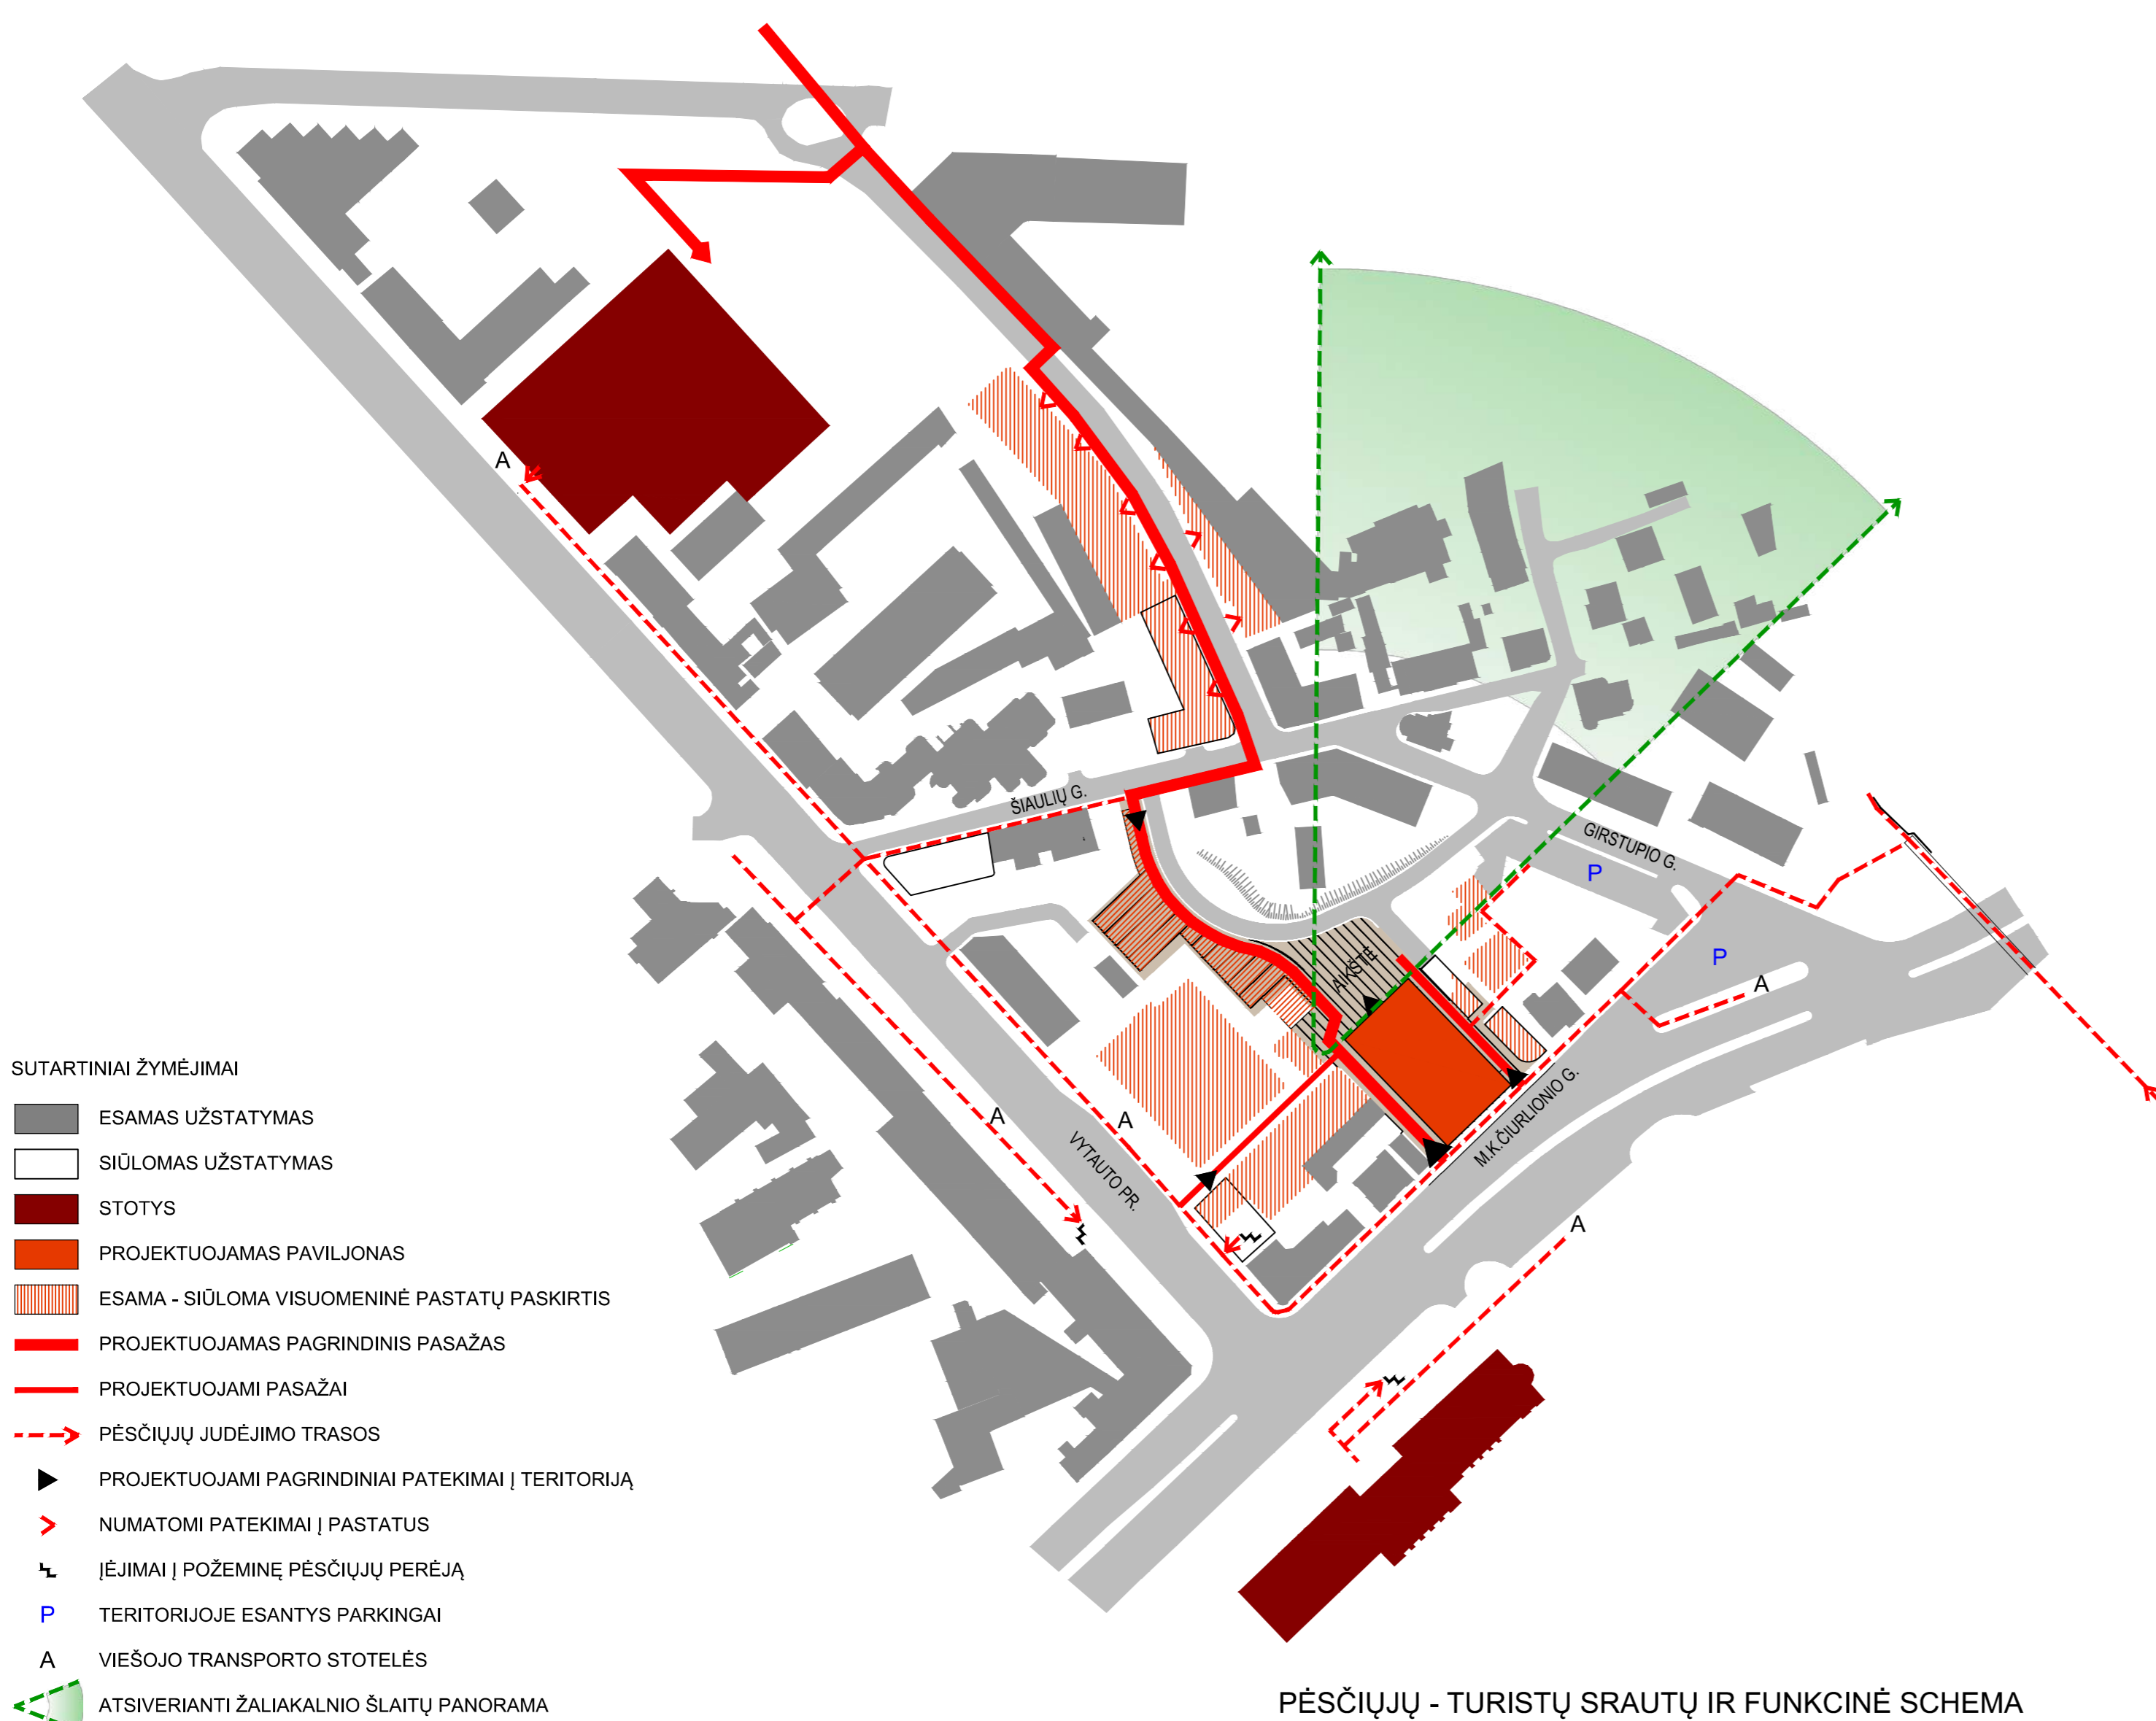 A
ŠIAULIŲ G.
GIRSTUPIO G.
P
P
A
AIKŠTĖ
A
A
VYTAUTO PR.
M.K.ČIURLIONIO G.
A
SUTARTINIAI ŽYMĖJIMAI
ESAMAS UŽSTATYMAS
SIŪLOMAS UŽSTATYMAS
STOTYS
PROJEKTUOJAMAS PAVILJONAS
ESAMA - SIŪLOMA VISUOMENINĖ PASTATŲ PASKIRTIS
PROJEKTUOJAMAS PAGRINDINIS PASAŽAS
PROJEKTUOJAMI PASAŽAI
PĖSČIŲJŲ JUDĖJIMO TRASOS
PROJEKTUOJAMI PAGRINDINIAI PATEKIMAI Į TERITORIJĄ
NUMATOMI PATEKIMAI Į PASTATUS
ĮĖJIMAI Į POŽEMINĘ PĖSČIŲJŲ PERĖJĄ
P TERITORIJOJE ESANTYS PARKINGAI
A VIEŠOJO TRANSPORTO STOTELĖS
ATSIVERIANTI ŽALIAKALNIO ŠLAITŲ PANORAMA
PĖSČIŲJŲ - TURISTŲ SRAUTŲ IR FUNKCINĖ SCHEMA